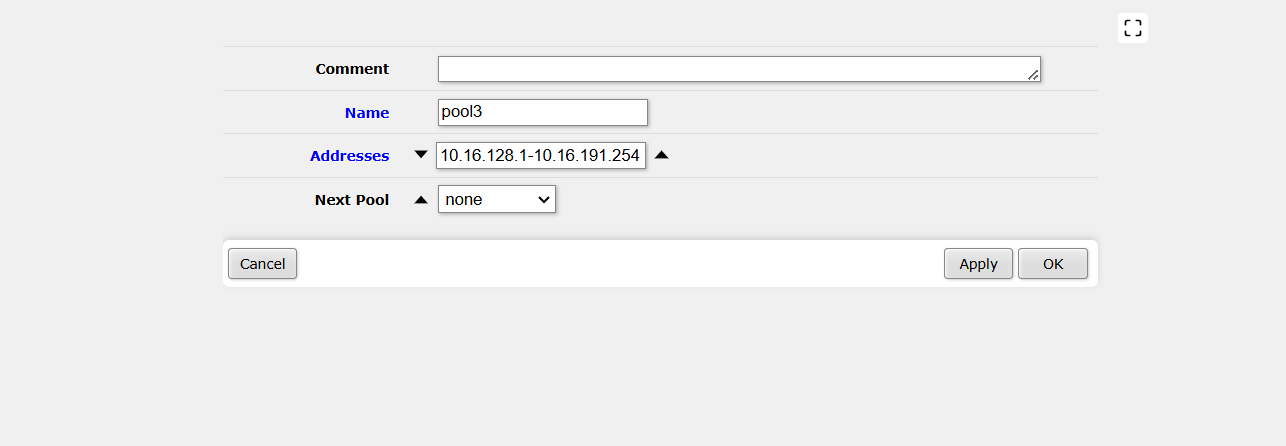 Comment
Name pool3
Addresses 10.16.128.1-10.16.191.254
Next Pool none
Cancel Apply OK